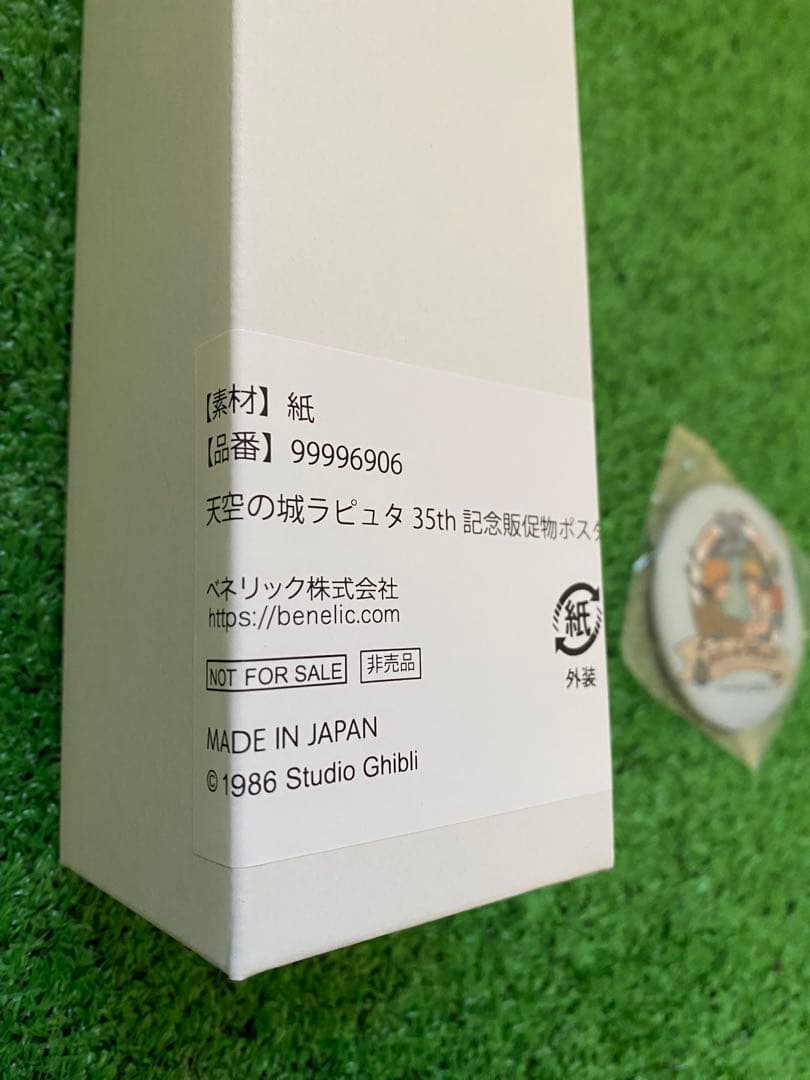 【素材】 紙
【品番】 99996906
天空の城ラピュタ 35th 記念販促物ポスタ
ベネリック株式会社
https://benelic.com
NOT FOR SALE 非売品
紙
外装
MADE IN JAPAN
©1986 Studio Ghibli